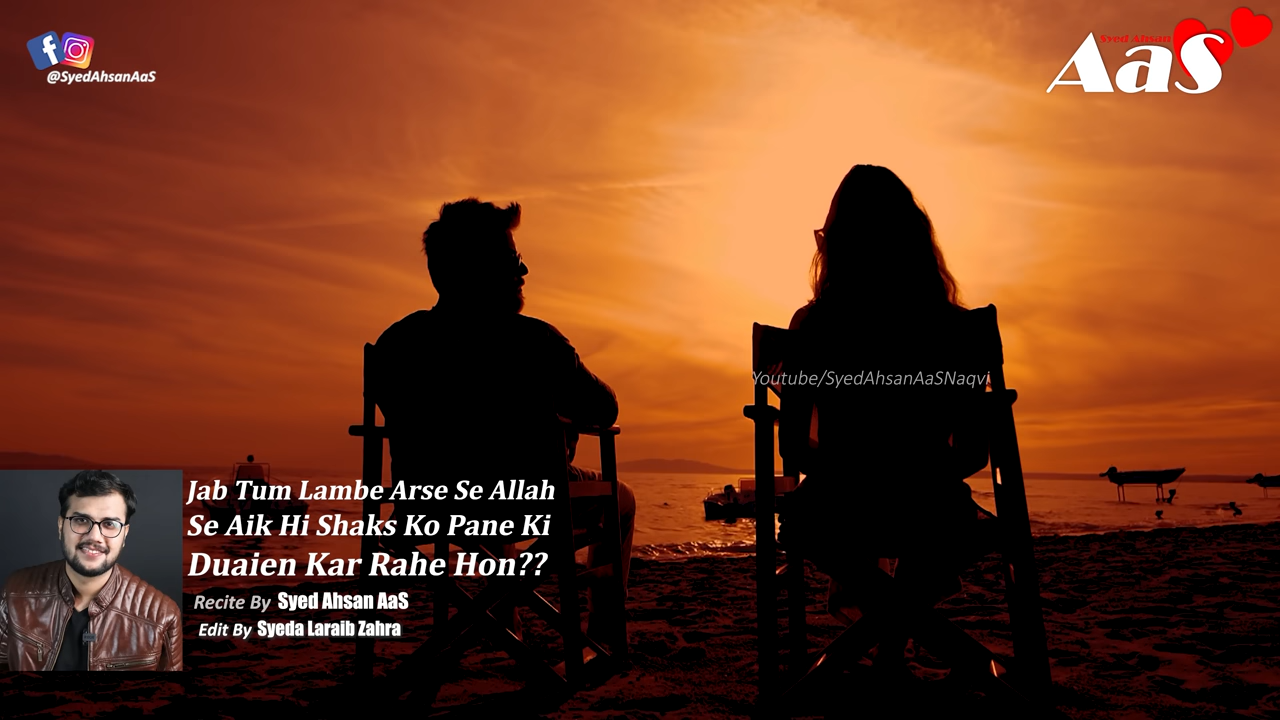 @SyedAhsanAaS
Syed Ahsan
AaS
Youtube/SyedAhsanAaSNaqvi
Jab Tum Lambe Arse Se Allah
Se Aik Hi Shaks Ko Pane Ki
Duaien Kar Rahe Hon??
Recite By Syed Ahsan AaS
Edit By Syeda Laraib Zahra